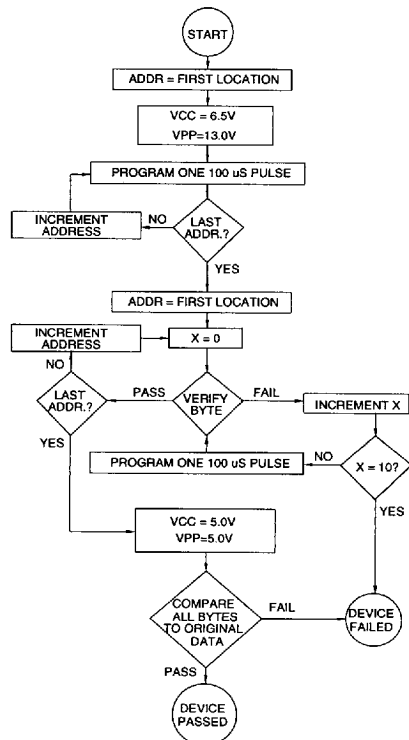 START
ADDR = FIRST LOCATION
VCC = 6.5V
VPP=13.0V
PROGRAM ONE 100 uS PULSE
INCREMENT
ADDRESS
NO
LAST
ADDR.?
YES
ADDR = FIRST LOCATION
INCREMENT
ADDRESS
X = 0
NO
LAST
ADDR.?
PASS
VERIFY
BYTE
FAIL
INCREMENT X
YES
PROGRAM ONE 100 uS PULSE
NO
X = 10?
YES
VCC = 5.0V
VPP=5.0V
COMPARE
ALL BYTES
TO ORIGINAL
DATA
FAIL
DEVICE
FAILED
PASS
DEVICE
PASSED